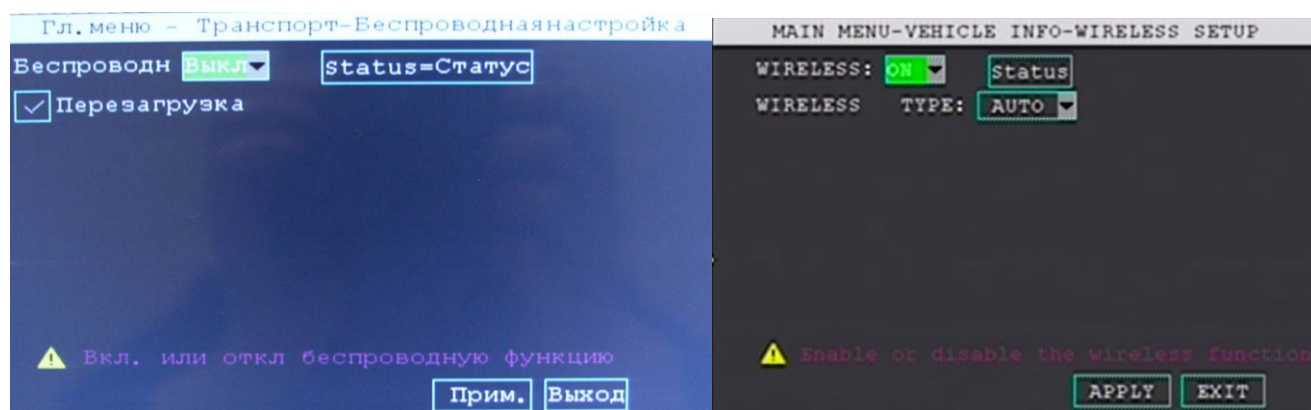 Гл.меню - Транспорт-Беспроводнаянастройка
Беспроводн Выкл Status=Статус
Перезагрузка
Вкл. или откл беспроводную функцию
Прим. Выход
MAIN MENU-VEHICLE INFO-WIRELESS SETUP
WIRELESS: ON Status
WIRELESS TYPE: AUTO
Enable or disable the wireless function
APPLY EXIT